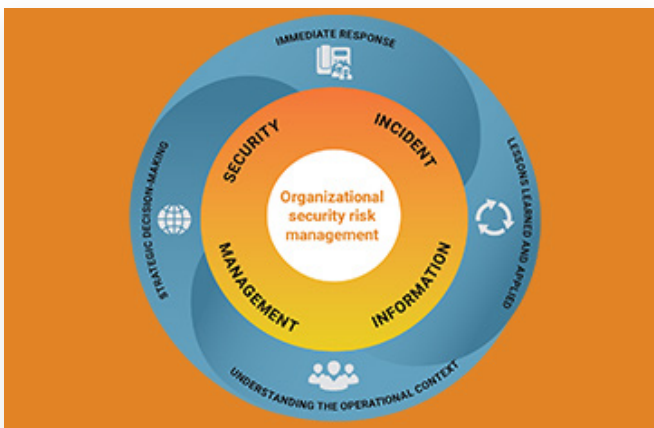 IMMEDIATE RESPONSE
LESSONS LEARNED AND APPLIED
UNDERSTANDING THE OPERATIONAL CONTEXT
STRATEGIC DECISION-MAKING
SECURITY
INCIDENT
INFORMATION
MANAGEMENT
Organizational
security risk
management